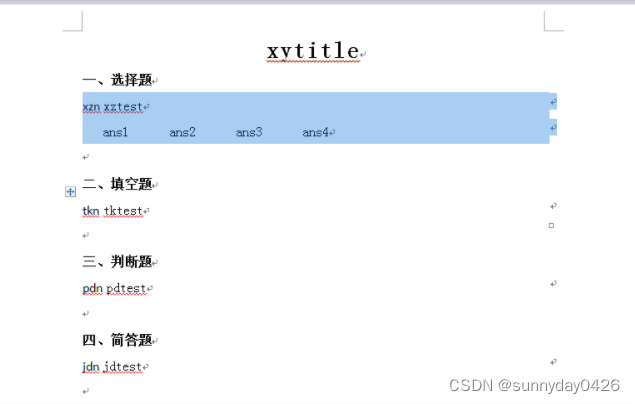 xytitle
一、选择题
xzn xztest
ans1 ans2 ans3 ans4
二、填空题
tkn tktest
三、判断题
pdn pdtest
四、简答题
jdn jdtest
CSDN @sunnyday0426